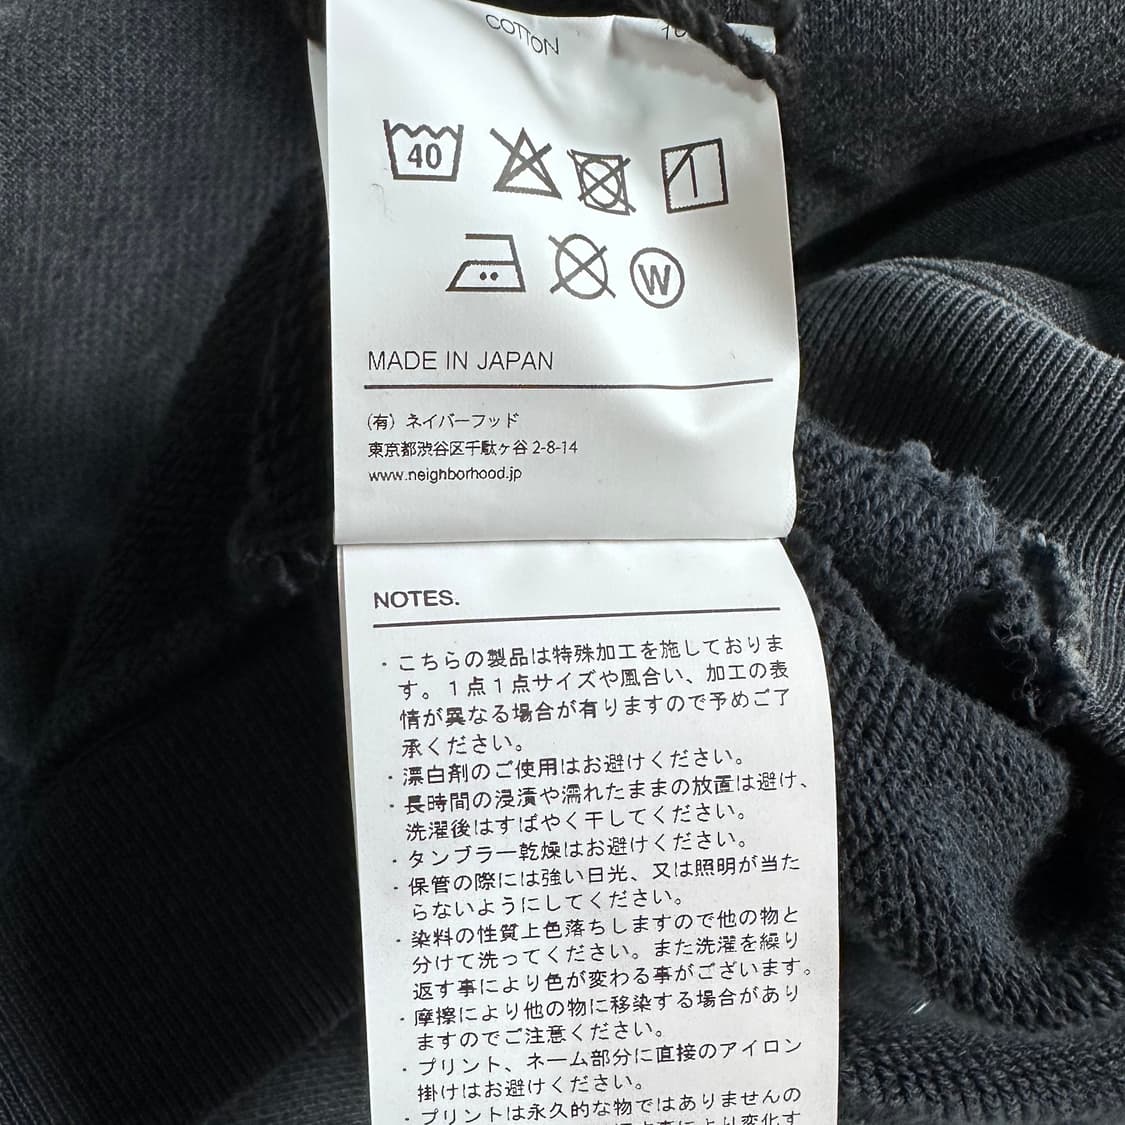 COTTON
40
W
MADE IN JAPAN
(有) ネイバーフッド
東京都渋谷区千駄ヶ谷 2-8-14
www.neighborhood.jp
NOTES.
・こちらの製品は特殊加工を施しておりま
す。１点１点サイズや風合い、加工の表
情が異なる場合が有りますので予めご了
承ください。
・漂白剤のご使用はお避けください。
・長時間の浸漬や濡れたままの放置は避け、
洗濯後はすばやく干してください。
・タンブラー乾燥はお避けください。
・保管の際には強い日光、又は照明が当た
らないようにしてください。
・染料の性質上色落ちしますので他の物と
分けて洗ってください。また洗濯を繰り
返す事により色が変わる事がございます。
・摩擦により他の物に移染する場合があり
ますのでご注意ください。
・プリント、ネーム部分に直接のアイロン
掛けはお避けください。
・プリントは永久的な物ではありませんの
事により変化す